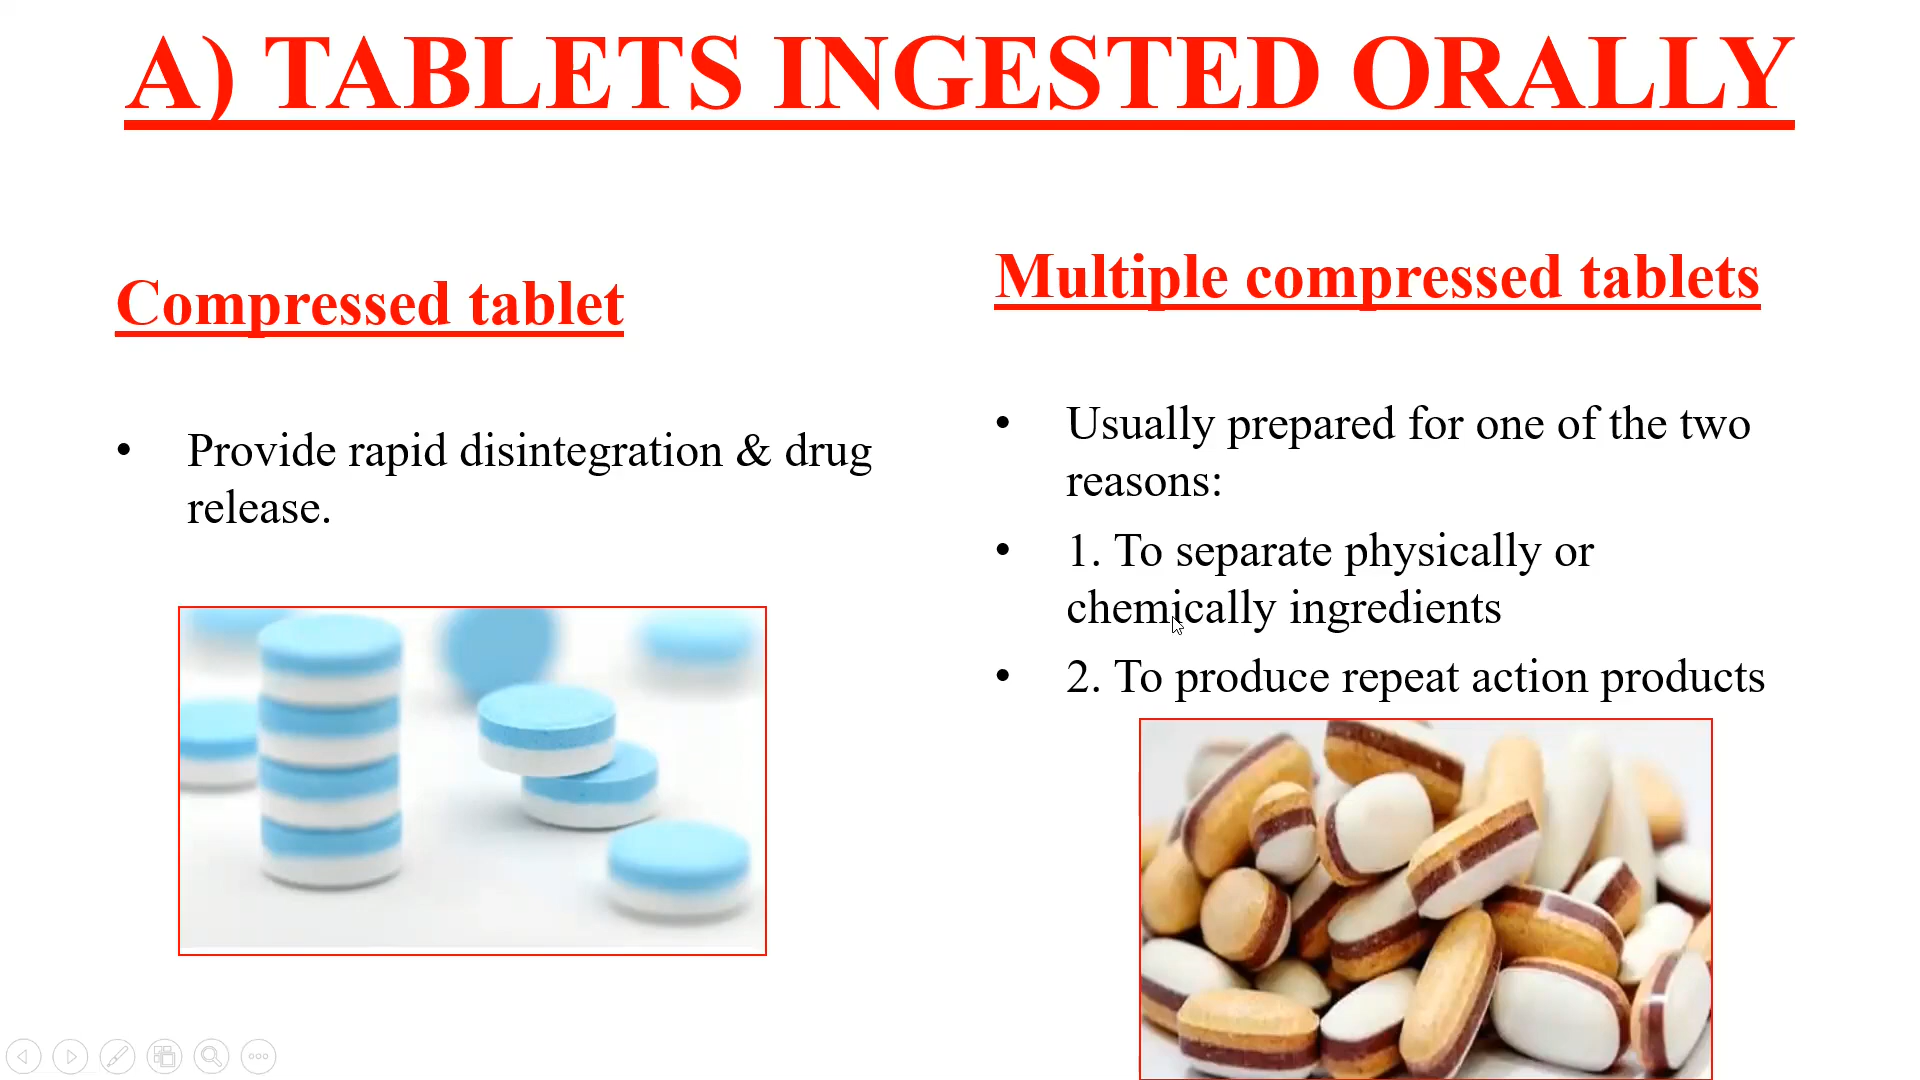 A) TABLETS INGESTED ORALLY
Compressed tablet
• Provide rapid disintegration & drug
release.
Multiple compressed tablets
• Usually prepared for one of the two
reasons:
• 1. To separate physically or
chemically ingredients
• 2. To produce repeat action products